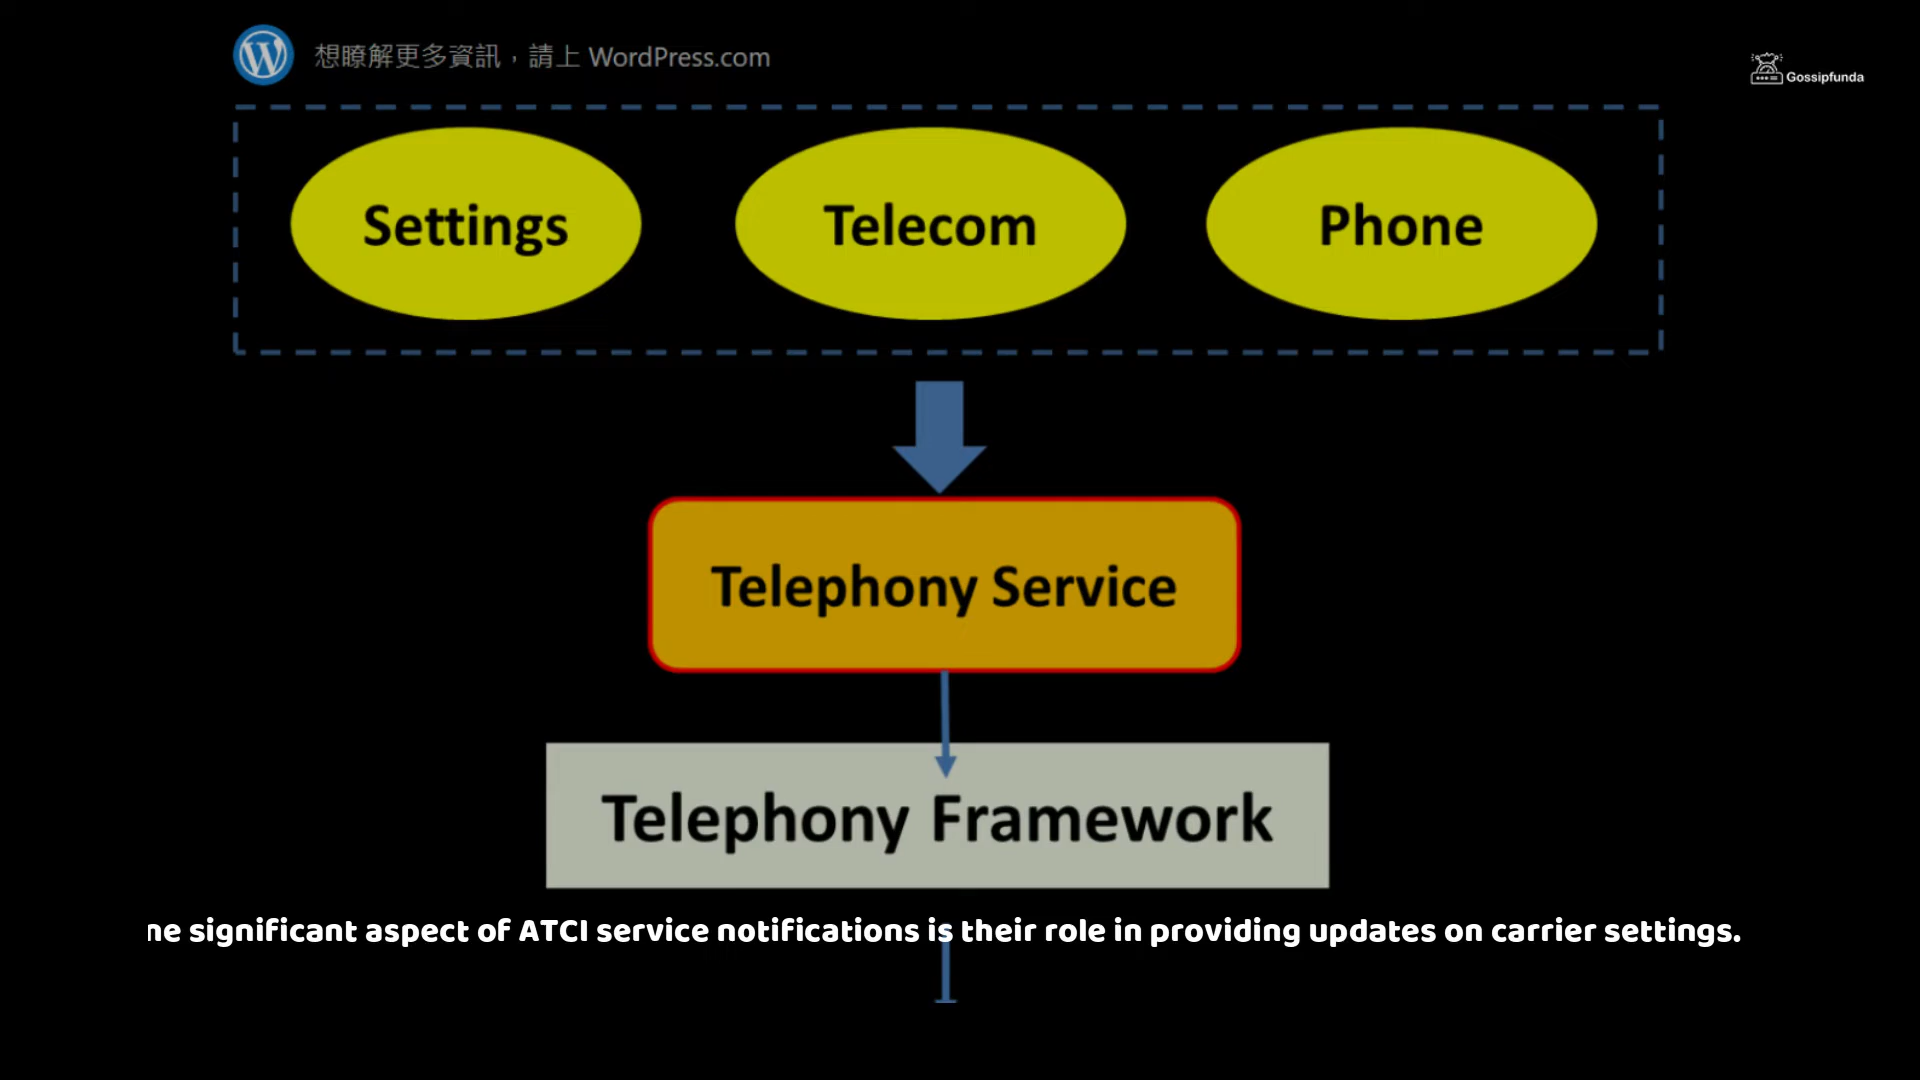 想瞭解更多資訊，請上 WordPress.com
Gossipfunda
Settings
Telecom
Phone
Telephony Service
Telephony Framework
ne significant aspect of ATCI service notifications is their role in providing updates on carrier settings.